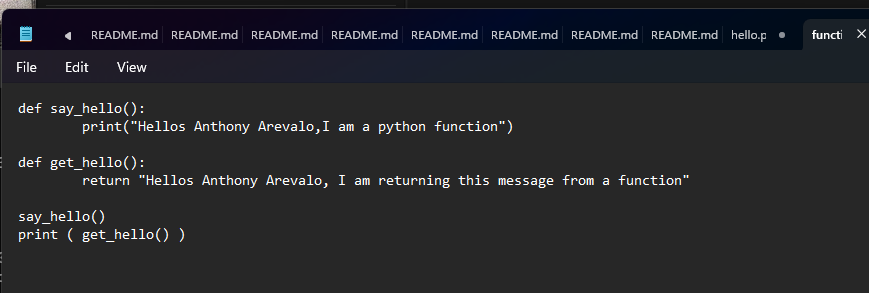 README.md README.md README.md README.md README.md README.md README.md README.md hello.p functi
File Edit View
def say_hello():
print("Hellos Anthony Arevalo,I am a python function")
def get_hello():
return "Hellos Anthony Arevalo, I am returning this message from a function"
say_hello()
print ( get_hello() )